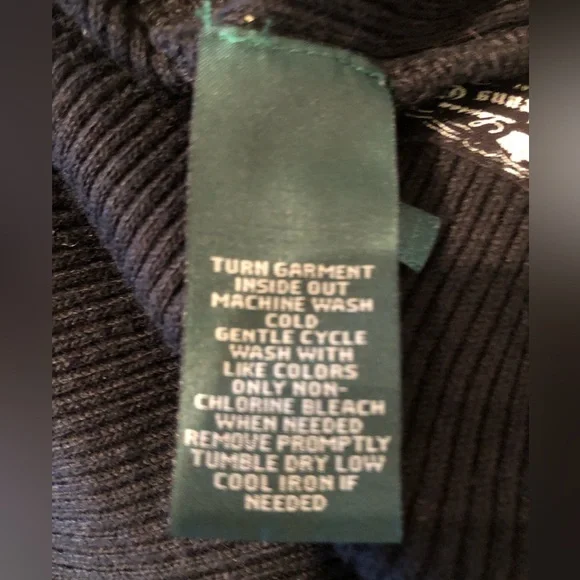 TURN GARMENT
INSIDE OUT
MACHINE WASH
COLD
GENTLE CYCLE
WASH WITH
LIKE COLORS
ONLY NON-
CHLORINE BLEACH
WHEN NEEDED
REMOVE PROMPTLY
TUMBLE DRY LOW
COOL IRON IF
NEEDED